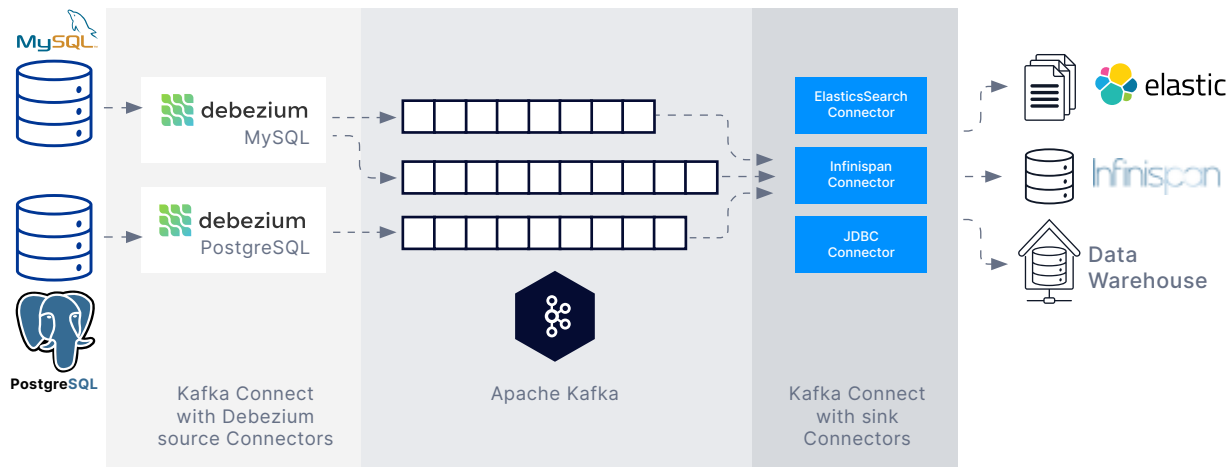 MySQL
debezium
MySQL
debezium
PostgreSQL
PostgreSQL
Kafka Connect
with Debezium
source Connectors
Apache Kafka
ElasticsSearch
Connector
Infinispan
Connector
JDBC
Connector
Kafka Connect
with sink
Connectors
elastic
Infinispan
Data
Warehouse